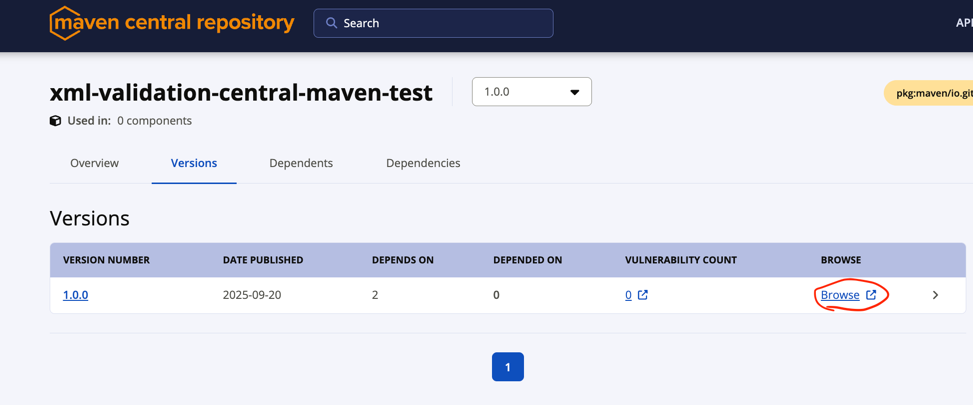 maven central repository Search AP
xml-validation-central-maven-test 1.0.0 pkg:maven/io.git
Used in: 0 components
Overview Versions Dependents Dependencies
Versions
VERSION NUMBER DATE PUBLISHED DEPENDS ON DEPENDED ON VULNERABILITY COUNT BROWSE
1.0.0 2025-09-20 2 0 0 Browse
1